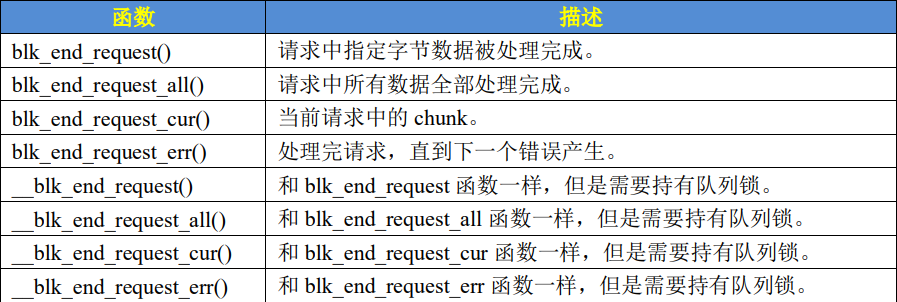 函数 描述
blk_end_request() 请求中指定字节数据被处理完成。
blk_end_request_all() 请求中所有数据全部处理完成。
blk_end_request_cur() 当前请求中的 chunk。
blk_end_request_err() 处理完请求，直到下一个错误产生。
__blk_end_request() 和 blk_end_request 函数一样，但是需要持有队列锁。
__blk_end_request_all() 和 blk_end_request_all 函数一样，但是需要持有队列锁。
__blk_end_request_cur() 和 blk_end_request_cur 函数一样，但是需要持有队列锁。
__blk_end_request_err() 和 blk_end_request_err 函数一样，但是需要持有队列锁。